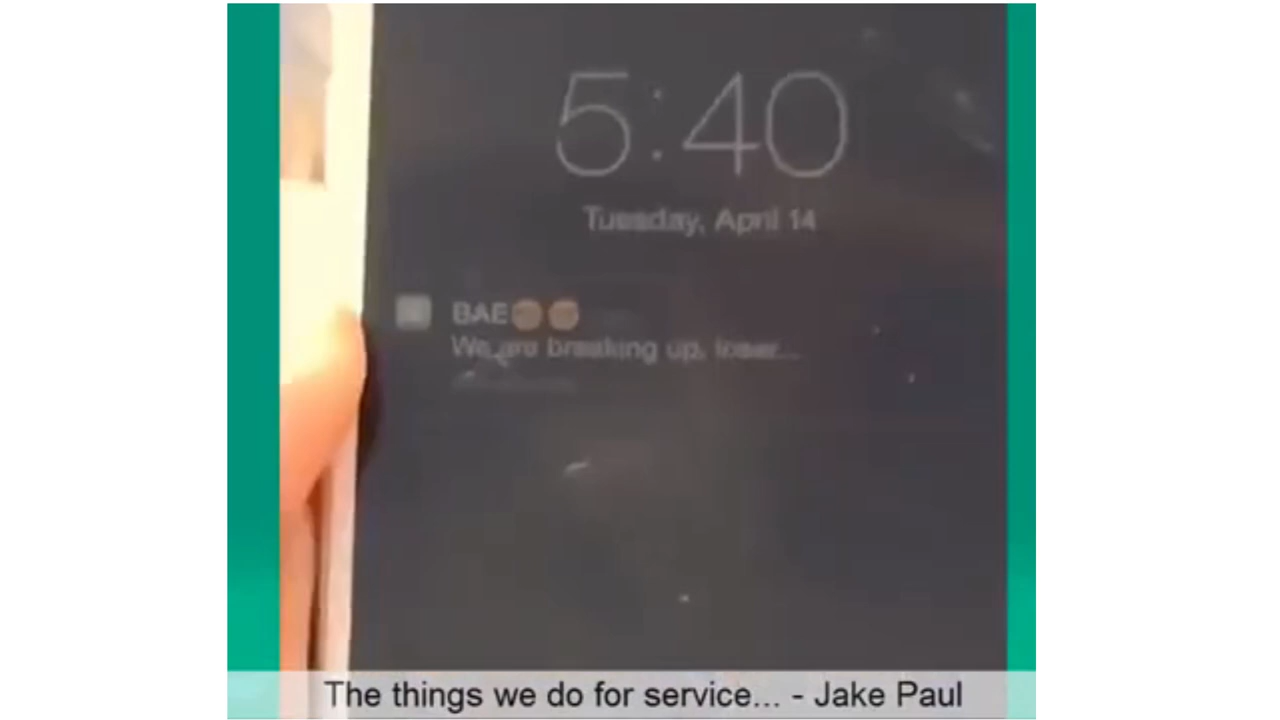 5:40
Tuesday, April 14
BAE
We are breaking up, loser...
The things we do for service... - Jake Paul